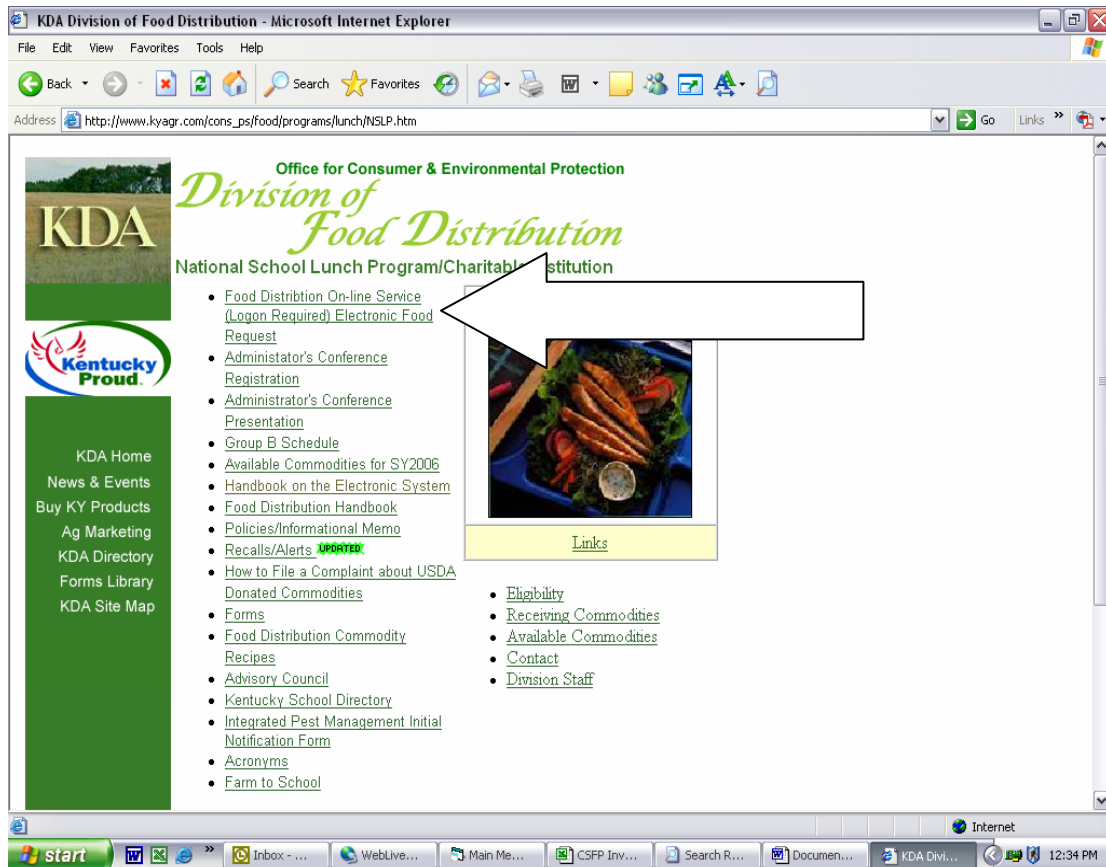 KDA Division of Food Distribution - Microsoft Internet Explorer
File Edit View Favorites Tools Help
Back Search Favorites
Address http://www.kyagr.com/cons_ps/food/programs/lunch/NSLP.htm Go Links »
Office for Consumer & Environmental Protection
Division of
Food Distribution
KDA
National School Lunch Program/Charitable stitution
Food Distribtion On-line Service
(Logon Required) Electronic Food
Request
Administator's Conference
Registration
Administrator's Conference
Presentation
Group B Schedule
Available Commodities for SY2006
Handbook on the Electronic System
Food Distribution Handbook
Policies/Informational Memo
Recalls/Alerts UPDATED
How to File a Complaint about USDA
Donated Commodities
Forms
Food Distribution Commodity
Recipes
Advisory Council
Kentucky School Directory
Integrated Pest Management Initial
Notification Form
Acronyms
Farm to School
Kentucky
Proud.
KDA Home
News & Events
Buy KY Products
Ag Marketing
KDA Directory
Forms Library
KDA Site Map
Links
Eligibility
Receiving Commodities
Available Commodities
Contact
Division Staff
Internet
start » Inbox - ... WebLive... Main Me... CSFP Inv... Search R... Documen... KDA Divi... 12:34 PM